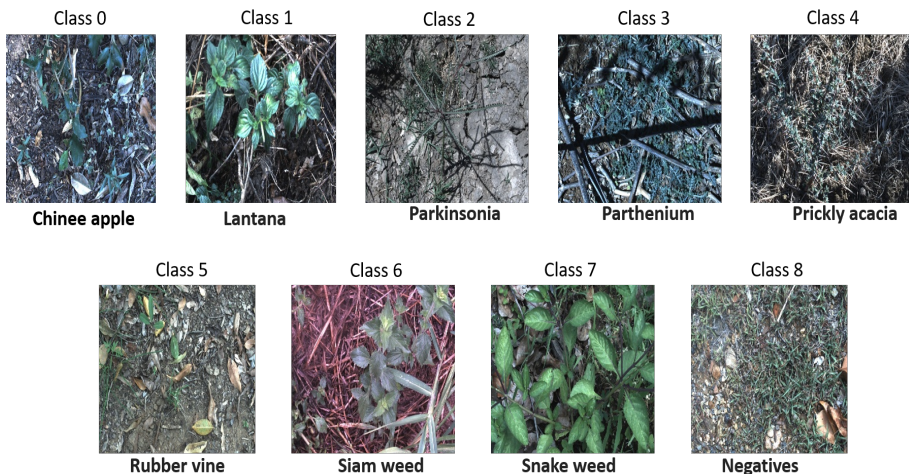 Class 0
Class 1
Class 2
Class 3
Class 4
Chinee apple
Lantana
Parkinsonia
Parthenium
Prickly acacia
Class 5
Class 6
Class 7
Class 8
Rubber vine
Siam weed
Snake weed
Negatives